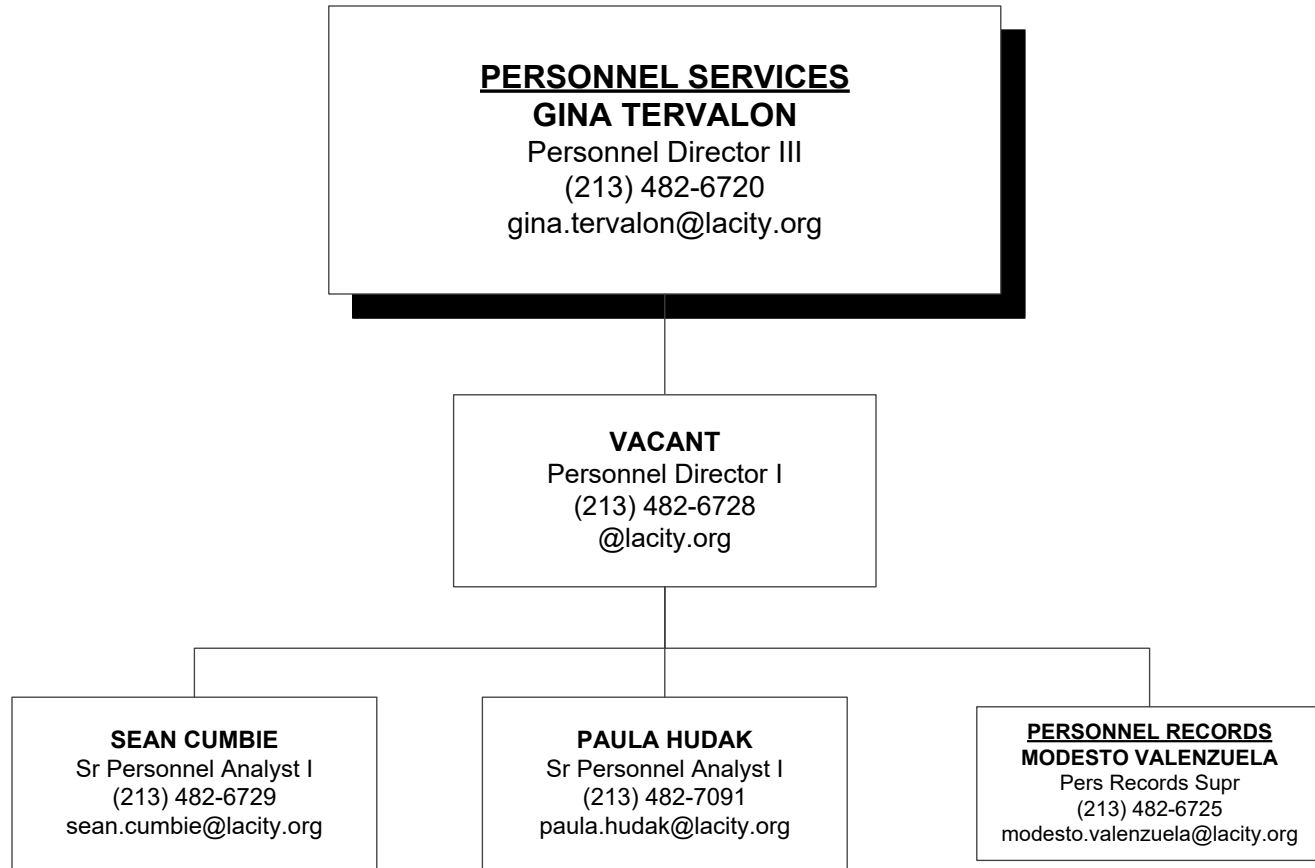 PERSONNEL SERVICES
GINA TERVALON
Personnel Director III
(213) 482-6720
gina.tervalon@lacity.org
VACANT
Personnel Director I
(213) 482-6728
@lacity.org
SEAN CUMBIE
Sr Personnel Analyst I
(213) 482-6729
sean.cumbie@lacity.org
PAULA HUDAK
Sr Personnel Analyst I
(213) 482-7091
paula.hudak@lacity.org
PERSONNEL RECORDS
MODESTO VALENZUELA
Pers Records Supr
(213) 482-6725
modesto.valenzuela@lacity.org